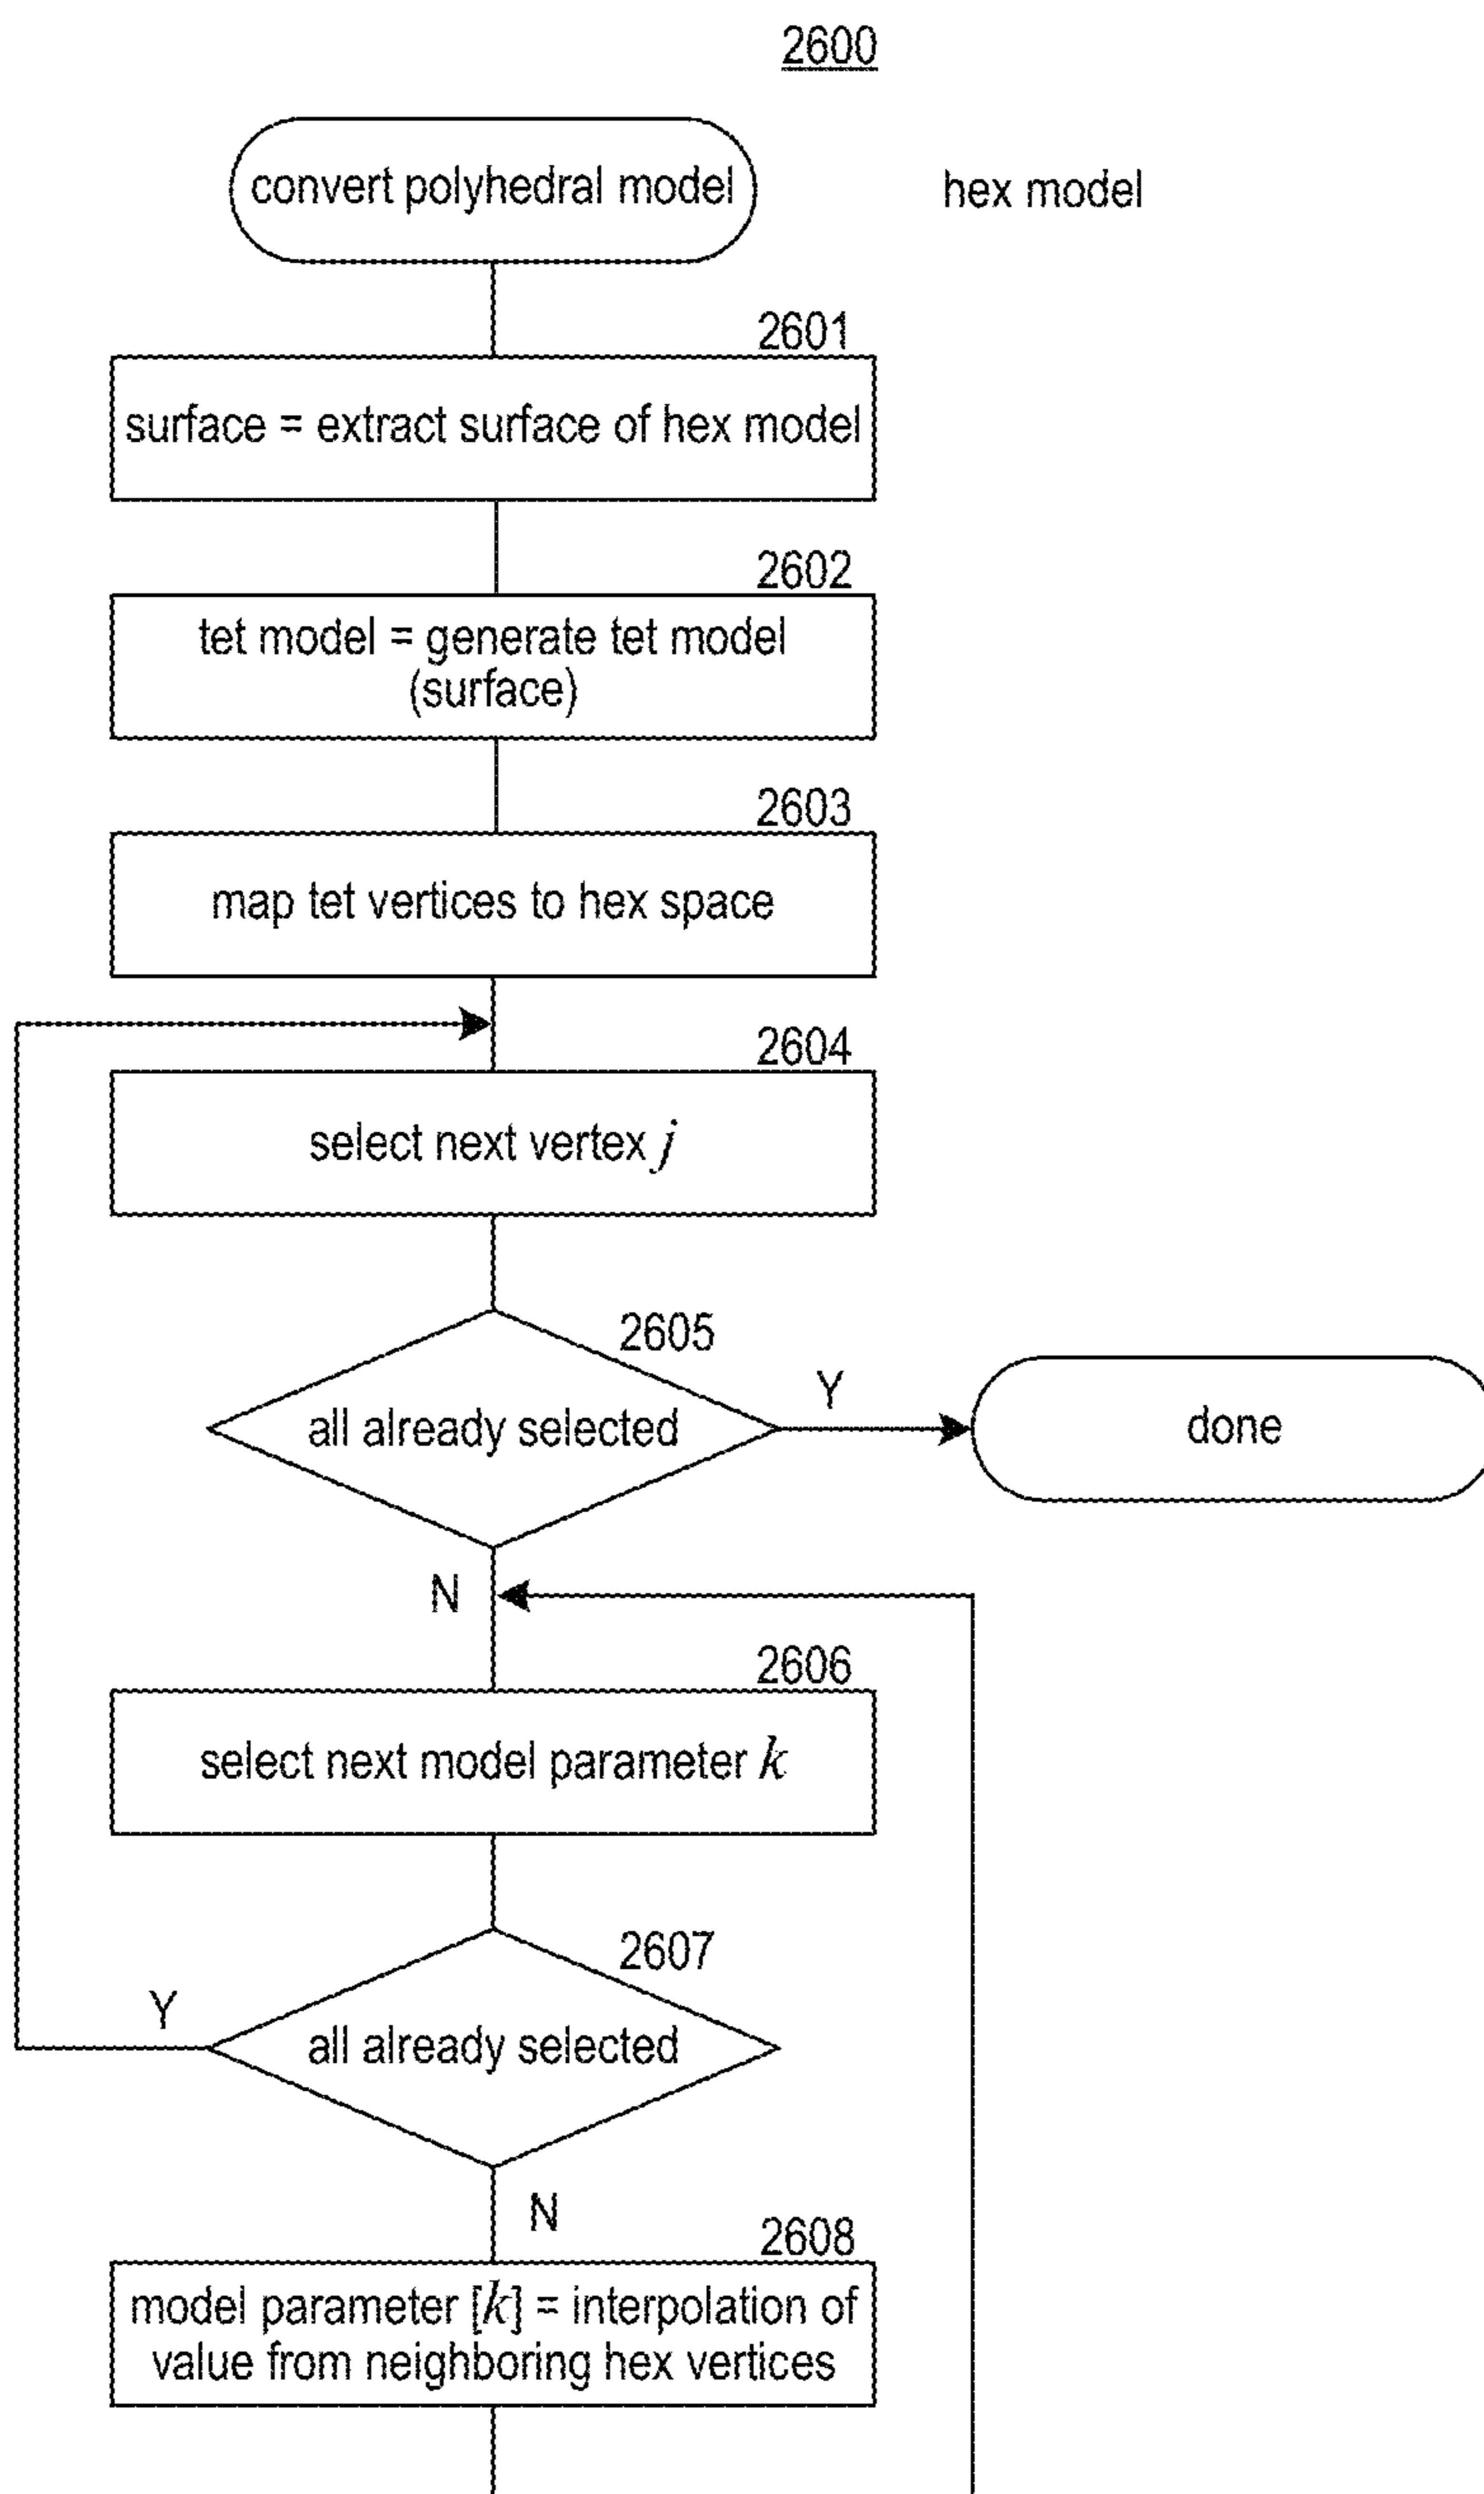 2600
convert polyhedral model
hex model
2601
surface = extract surface of hex model
2602
tet model = generate tet model
(surface)
2603
map tet vertices to hex space
2604
select next vertex j
2605
all already selected
Y
done
N
2606
select next model parameter k
2607
Y
all already selected
N
2608
model parameter [k] = interpolation of
value from neighboring hex vertices